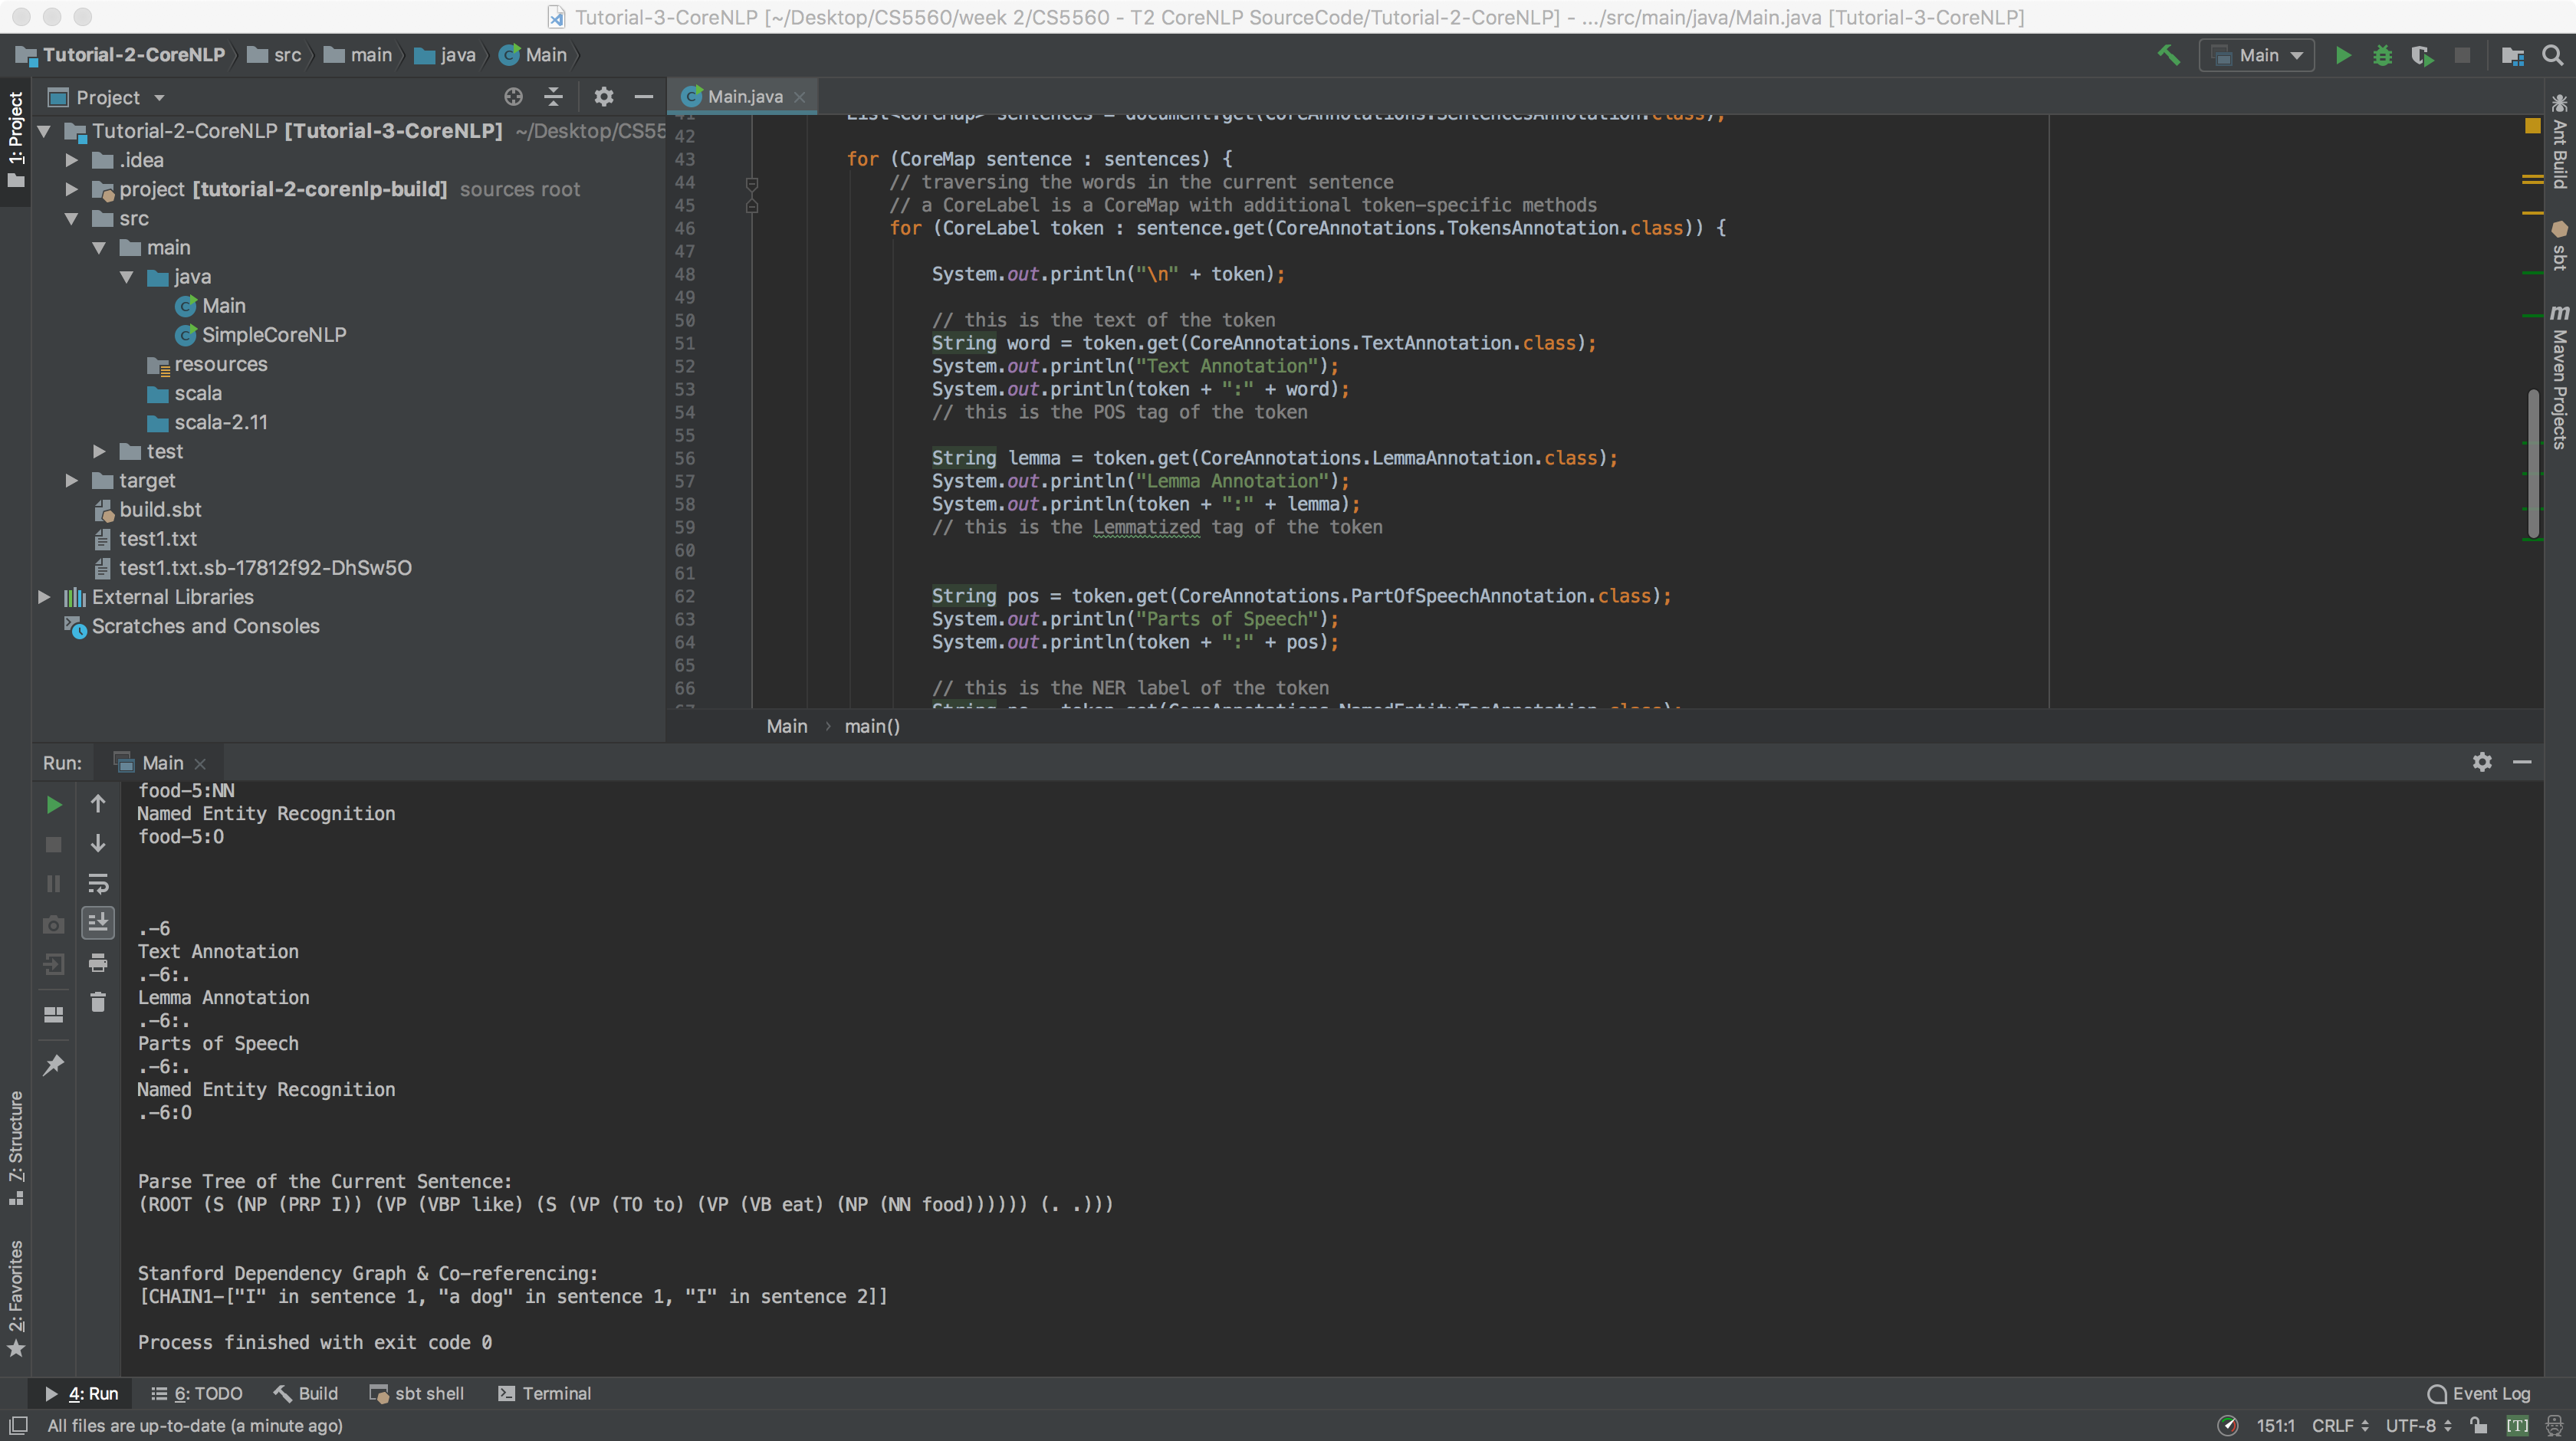 Tutorial-3-CoreNLP [~/Desktop/CS5560/week 2/CS5560 - T2 CoreNLP SourceCode/Tutorial-2-CoreNLP] - .../src/main/java/Main.java [Tutorial-3-CoreNLP]
Tutorial-2-CoreNLP src main java Main
Main
1: Project
Project
Main.java
Tutorial-2-CoreNLP [Tutorial-3-CoreNLP] ~/Desktop/CS55
.idea
project [tutorial-2-corenlp-build] sources root
src
main
java
Main
SimpleCoreNLP
resources
scala
scala-2.11
test
target
build.sbt
test1.txt
test1.txt.sb-17812f92-DhSw5O
External Libraries
Scratches and Consoles
41 List<CoreMap> sentences = document.get(CoreAnnotations.SentencesAnnotation.class);
42
43 for (CoreMap sentence : sentences) {
44 // traversing the words in the current sentence
45 // a CoreLabel is a CoreMap with additional token-specific methods
46 for (CoreLabel token : sentence.get(CoreAnnotations.TokensAnnotation.class)) {
47
48 System.out.println("\n" + token);
49
50 // this is the text of the token
51 String word = token.get(CoreAnnotations.TextAnnotation.class);
52 System.out.println("Text Annotation");
53 System.out.println(token + ":" + word);
54 // this is the POS tag of the token
55
56 String lemma = token.get(CoreAnnotations.LemmaAnnotation.class);
57 System.out.println("Lemma Annotation");
58 System.out.println(token + ":" + lemma);
59 // this is the Lemmatized tag of the token
60
61
62 String pos = token.get(CoreAnnotations.PartOfSpeechAnnotation.class);
63 System.out.println("Parts of Speech");
64 System.out.println(token + ":" + pos);
65
66 // this is the NER label of the token
67 String ne = token.get(CoreAnnotations.NamedEntityTagAnnotation.class);
Main main()
Ant Build
sbt
m Maven Projects
Run: Main
food-5:NN
Named Entity Recognition
food-5:O
.-6
Text Annotation
.-6:.
Lemma Annotation
.-6:.
Parts of Speech
.-6:.
Named Entity Recognition
.-6:O
Parse Tree of the Current Sentence:
(ROOT (S (NP (PRP I)) (VP (VBP like) (S (VP (TO to) (VP (VB eat) (NP (NN food)))))) (. .)))
Stanford Dependency Graph & Co-referencing:
[CHAIN1-["I" in sentence 1, "a dog" in sentence 1, "I" in sentence 2]]
Process finished with exit code 0
Z: Structure
2: Favorites
4: Run 6: TODO Build sbt shell Terminal Event Log
All files are up-to-date (a minute ago) 151:1 CRLF UTF-8 [T]